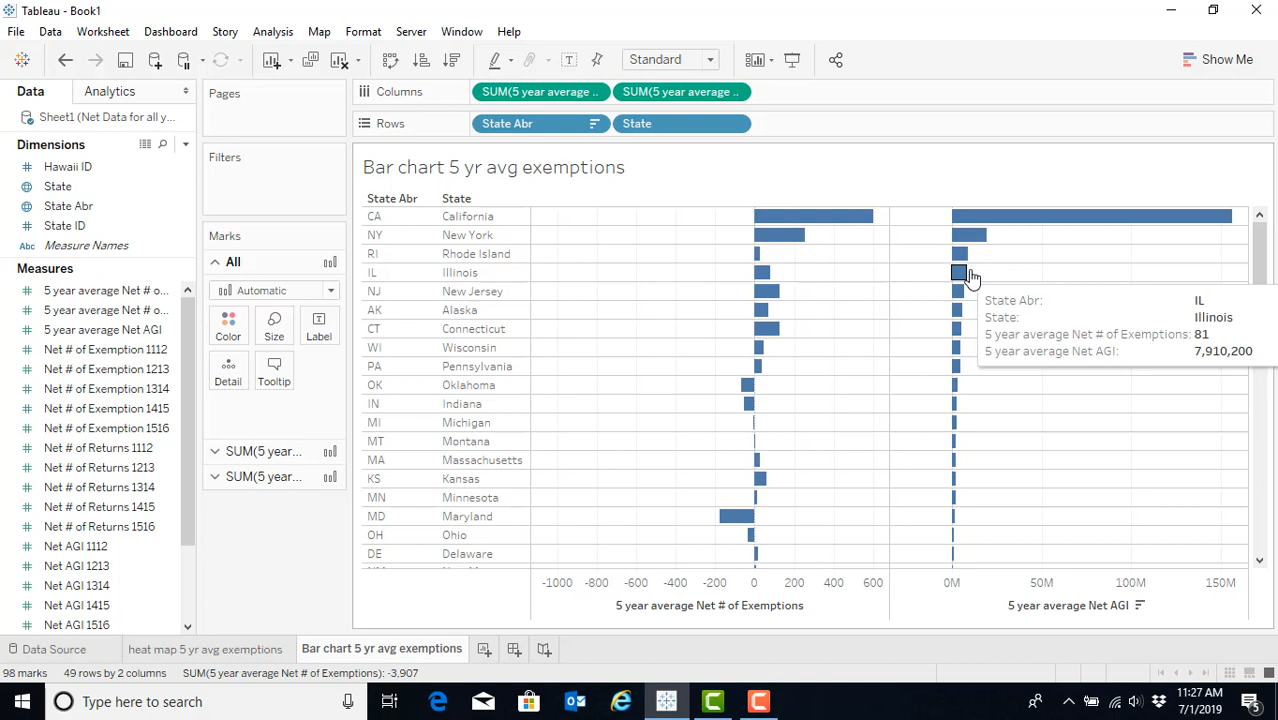 Tableau - Book1
File Data Worksheet Dashboard Story Analysis Map Format Server Window Help
Standard
Show Me
Data Analytics
Sheet1 (Net Data for all y...
Dimensions
Hawaii ID
State
State Abr
State ID
Abc Measure Names
Measures
5 year average Net # o...
5 year average Net # o...
5 year average Net AGI
Net # of Exemption 1112
Net # of Exemption 1213
Net # of Exemption 1314
Net # of Exemption 1415
Net # of Exemption 1516
Net # of Returns 1112
Net # of Returns 1213
Net # of Returns 1314
Net # of Returns 1415
Net # of Returns 1516
Net AGI 1112
Net AGI 1213
Net AGI 1314
Net AGI 1415
Net AGI 1516
Pages
Filters
Marks
All
Automatic
Color Size Label
Detail Tooltip
SUM(5 year...
SUM(5 year...
Columns SUM(5 year average .. SUM(5 year average ..
Rows State Abr State
Bar chart 5 yr avg exemptions
State Abr State
CA California
NY New York
RI Rhode Island
IL Illinois
NJ New Jersey
AK Alaska
CT Connecticut
WI Wisconsin
PA Pennsylvania
OK Oklahoma
IN Indiana
MI Michigan
MT Montana
MA Massachusetts
KS Kansas
MN Minnesota
MD Maryland
OH Ohio
DE Delaware
State Abr: IL
State: Illinois
5 year average Net # of Exemptions: 81
5 year average Net AGI: 7,910,200
-1000 -800 -600 -400 -200 0 200 400 600 0M 50M 100M 150M
5 year average Net # of Exemptions 5 year average Net AGI
Data Source heat map 5 yr avg exemptions Bar chart 5 yr avg exemptions
98 marks 49 rows by 2 columns SUM(5 year average Net # of Exemptions): -3,907
Type here to search
11:27 AM
7/1/2019
5